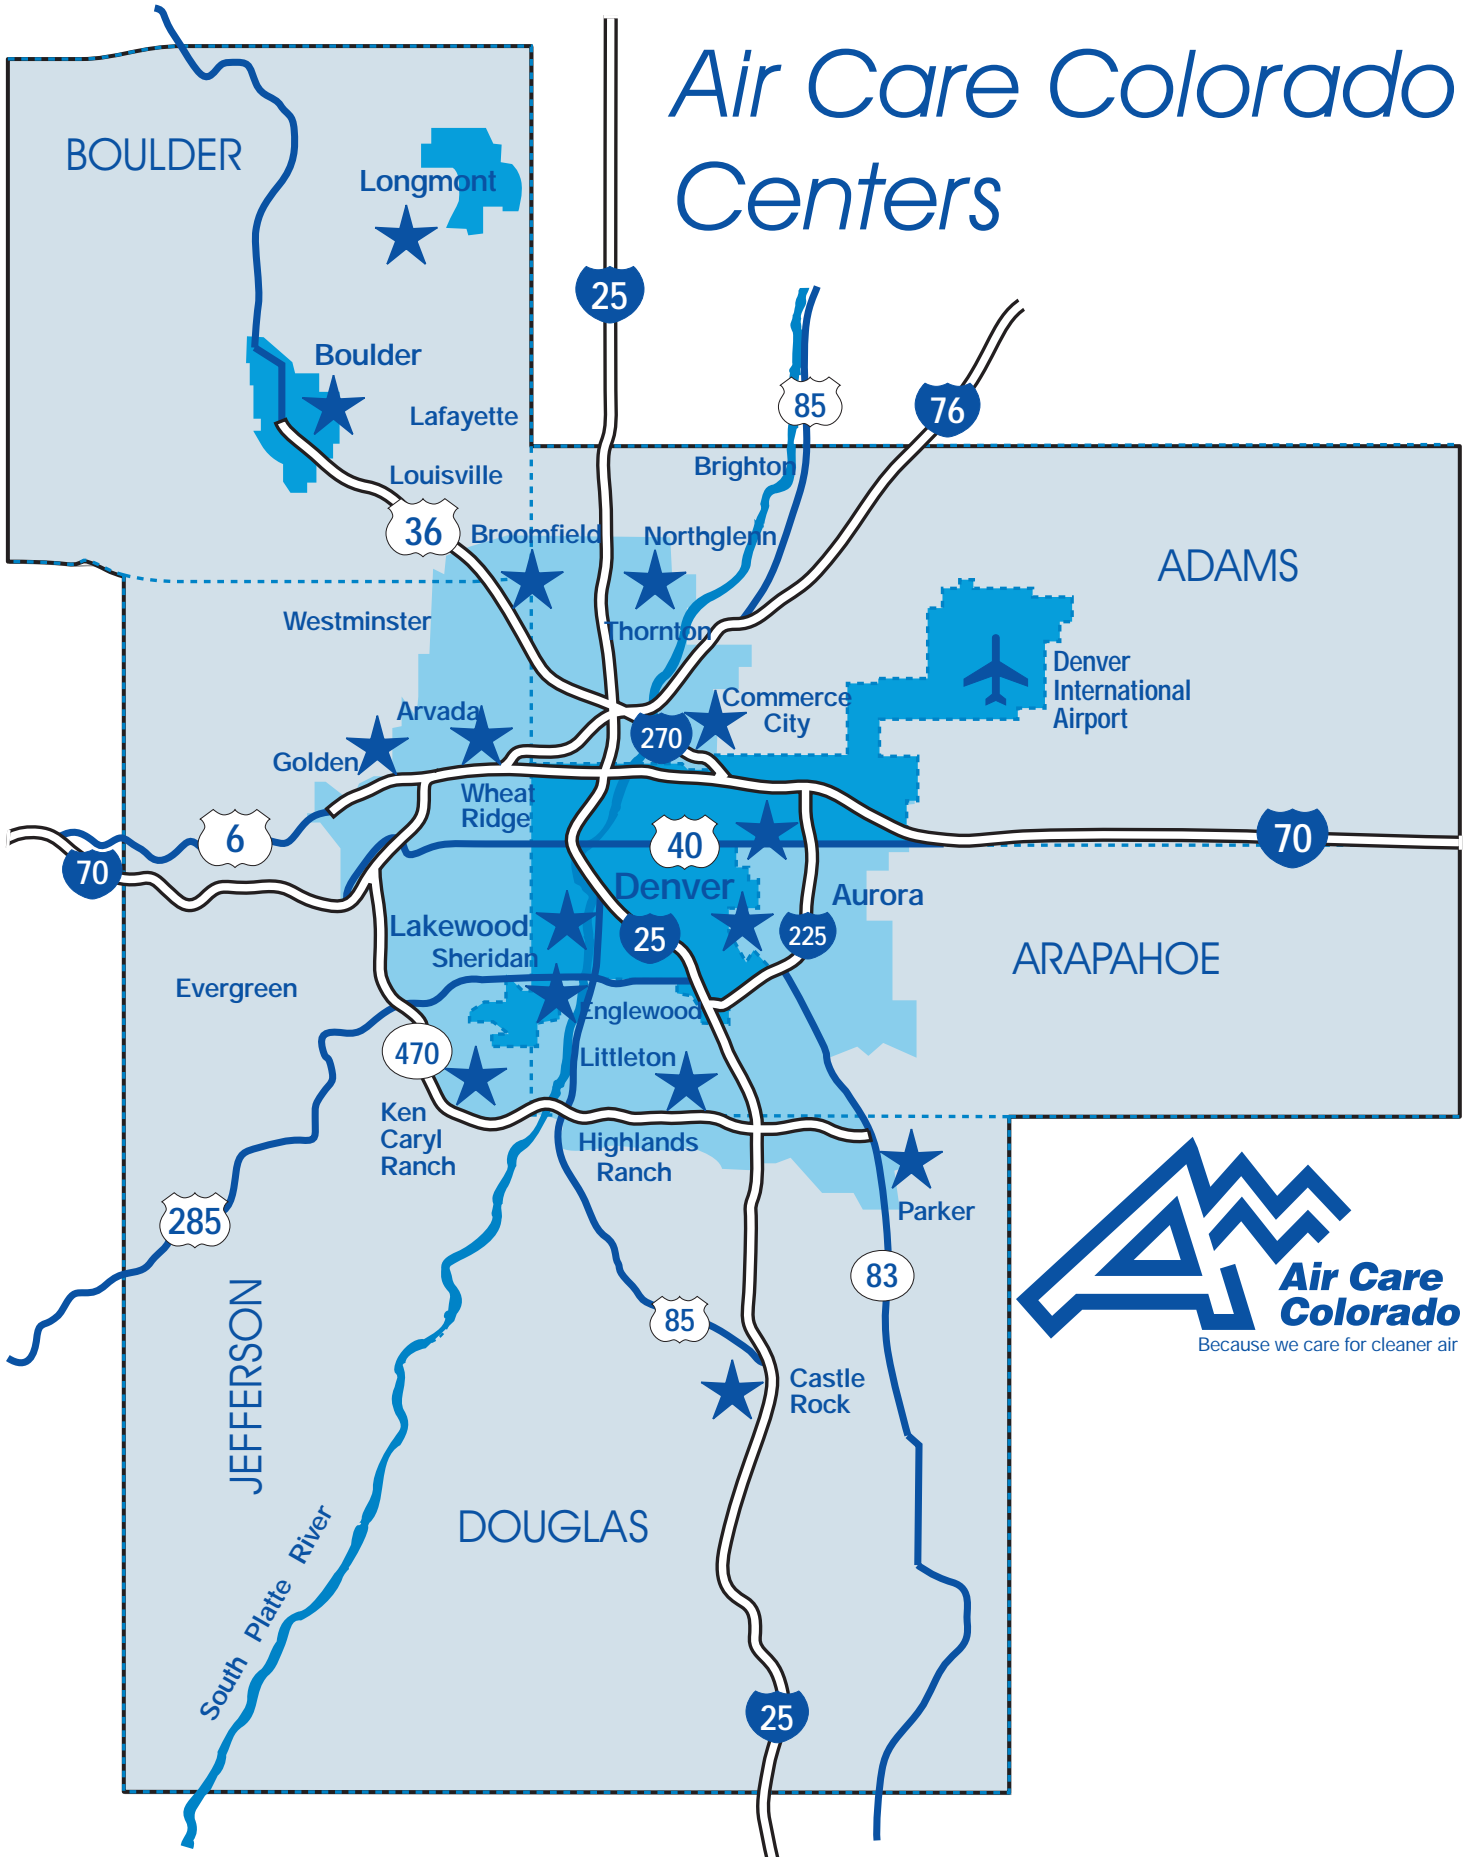 Air Care Colorado
Centers
BOULDER
Longmont
25
Boulder
85
76
Lafayette
Brighton
Louisville
36
Broomfield
Northglenn
ADAMS
Westminster
Thornton
Denver
International
Airport
Commerce
City
Arvada
270
Golden
Wheat
Ridge
6
40
70
70
Denver
Aurora
Lakewood
25
225
Sheridan
ARAPAHOE
Evergreen
Englewood
470
Littleton
Ken
Caryl
Ranch
Highlands
Ranch
Parker
285
83
Air Care
Colorado
Because we care for cleaner air
85
JEFFERSON
Castle
Rock
DOUGLAS
South Platte River
25